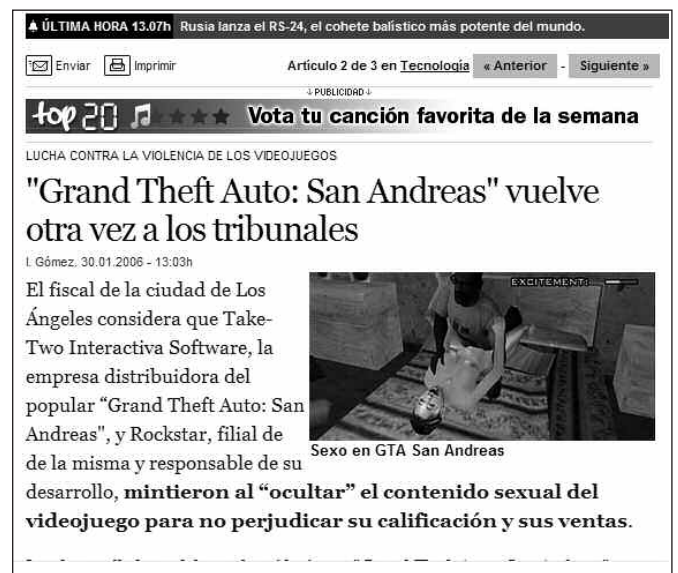 ÚLTIMA HORA 13.07h Rusia lanza el RS-24, el cohete balístico más potente del mundo.
Enviar Imprimir Artículo 2 de 3 en Tecnología « Anterior - Siguiente »
↓ PUBLICIDAD ↓
top 20 Vota tu canción favorita de la semana
LUCHA CONTRA LA VIOLENCIA DE LOS VIDEOJUEGOS
"Grand Theft Auto: San Andreas" vuelve
otra vez a los tribunales
I. Gómez. 30.01.2006 - 13:03h
EXCITEMENT:
El fiscal de la ciudad de Los
Ángeles considera que Take-
Two Interactiva Software, la
empresa distribuidora del
popular “Grand Theft Auto: San
Andreas", y Rockstar, filial de
de la misma y responsable de su
Sexo en GTA San Andreas
desarrollo, mintieron al “ocultar” el contenido sexual del
videojuego para no perjudicar su calificación y sus ventas.